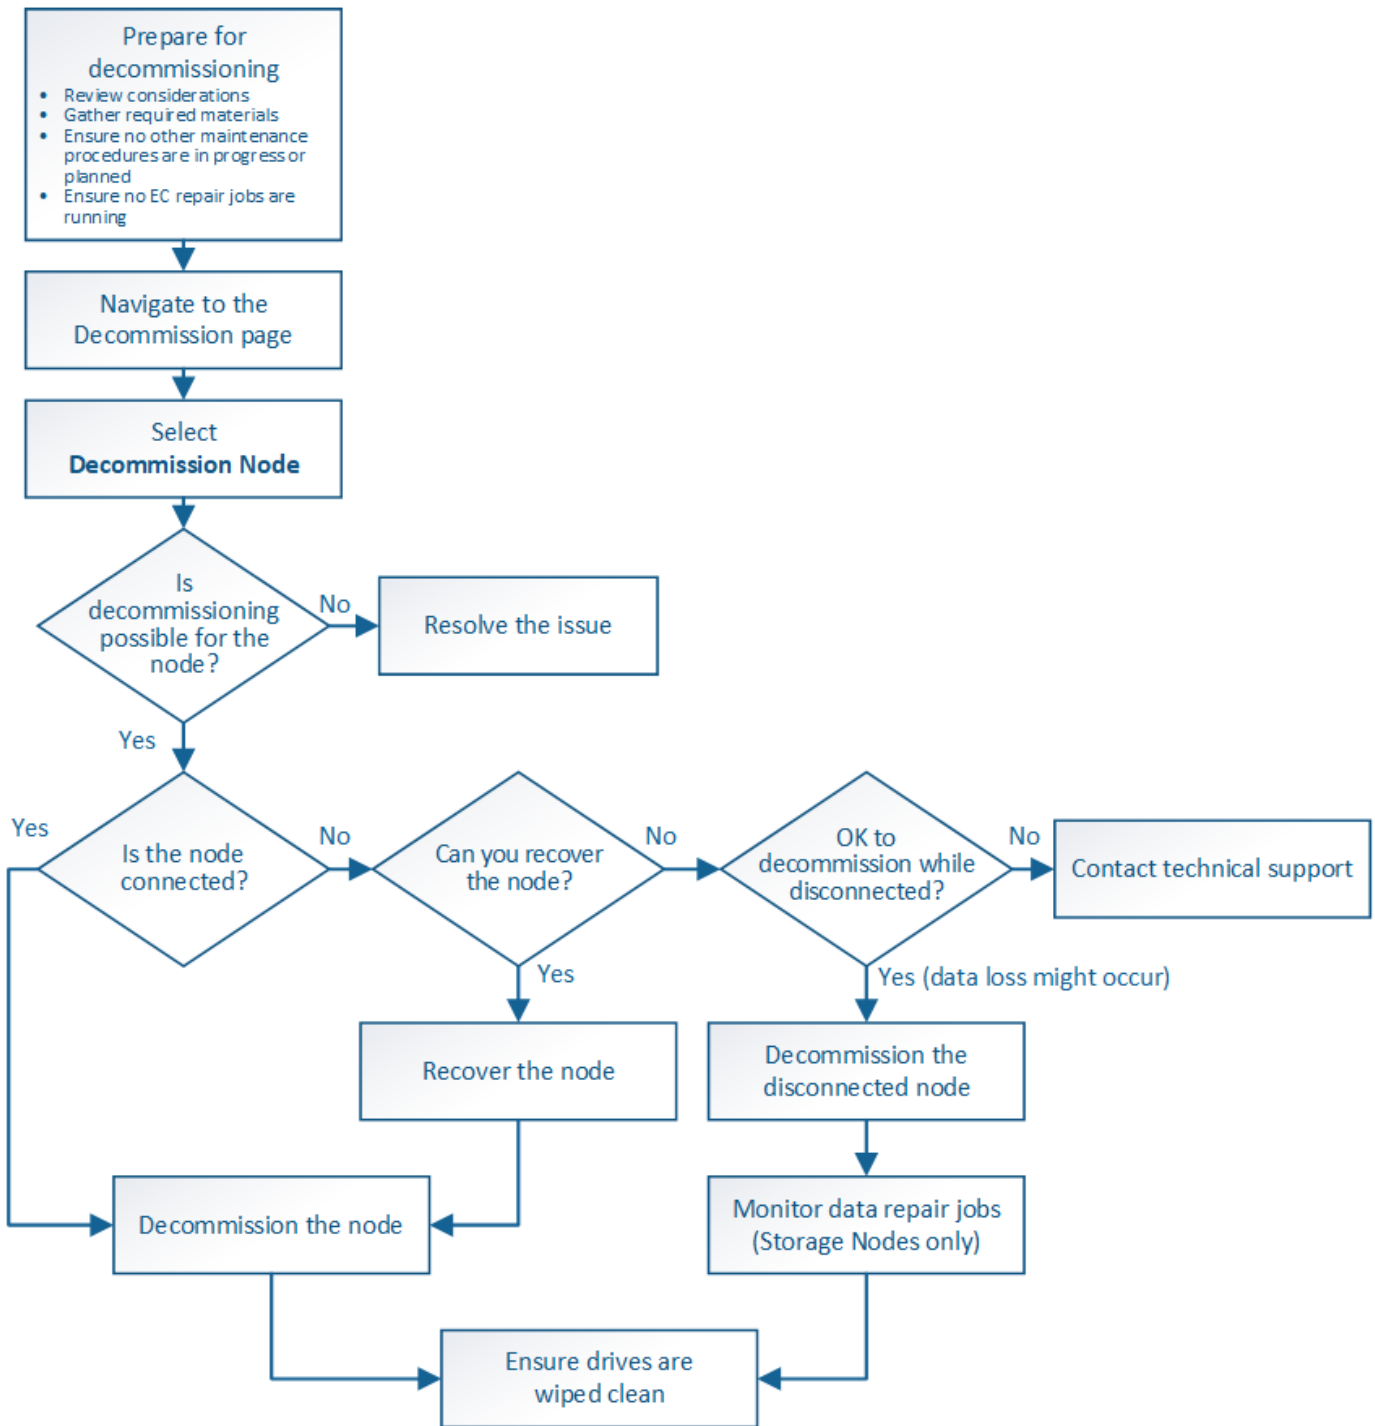 Prepare for
decommissioning
• Review considerations
• Gather required materials
• Ensure no other maintenance
procedures are in progress or
planned
• Ensure no EC repair jobs are
running
Navigate to the
Decommission page
Select
Decommission Node
Is
decommissioning
possible for the
node?
No
Resolve the issue
Yes
Yes
Is the node
connected?
No
Can you recover
the node?
No
OK to
decommission while
disconnected?
No
Contact technical support
Yes
Yes (data loss might occur)
Recover the node
Decommission the
disconnected node
Decommission the node
Monitor data repair jobs
(Storage Nodes only)
Ensure drives are
wiped clean